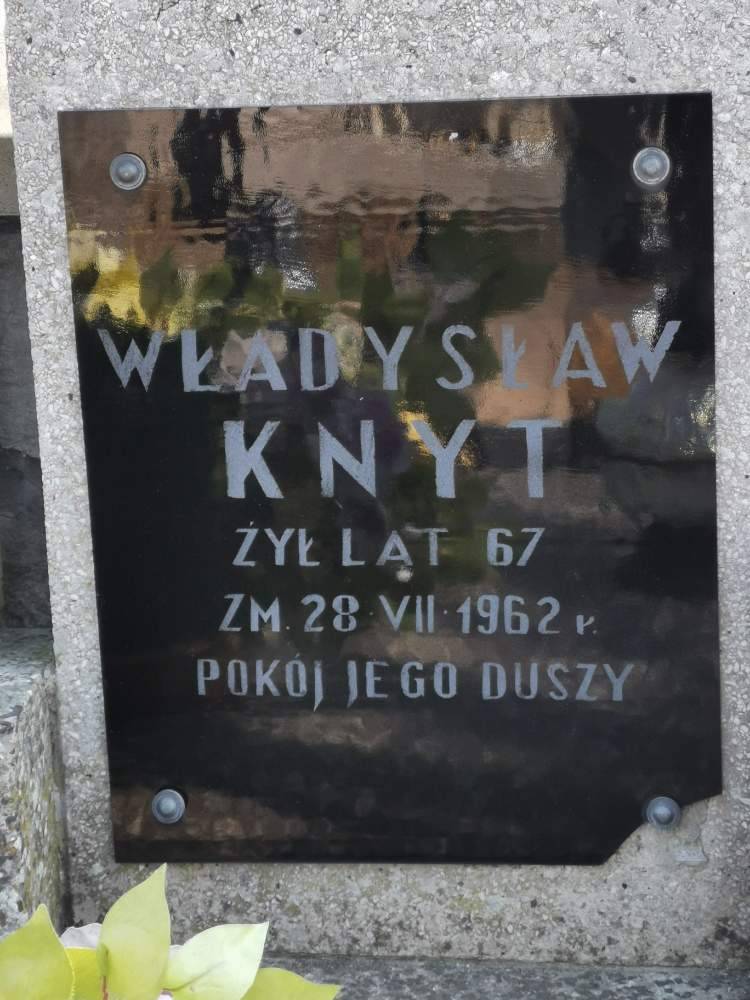 WŁADYSŁAW
KNYT
ŻYŁ LAT 67
ZM. 28·VII·1962 r.
POKÓJ JEGO DUSZY